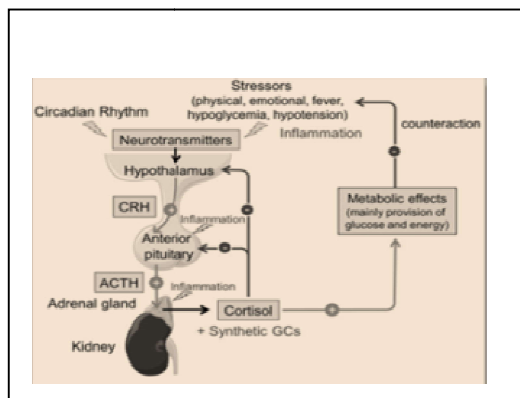 Stressors
(physical, emotional, fever,
hypoglycemia, hypotension)
Circadian Rhythm
Inflammation
counteraction
Neurotransmitters
Hypothalamus
CRH
Metabolic effects
(mainly provision of
glucose and energy)
Inflammation
Anterior
pituitary
ACTH
Inflammation
Adrenal gland
Cortisol
+ Synthetic GCs
Kidney